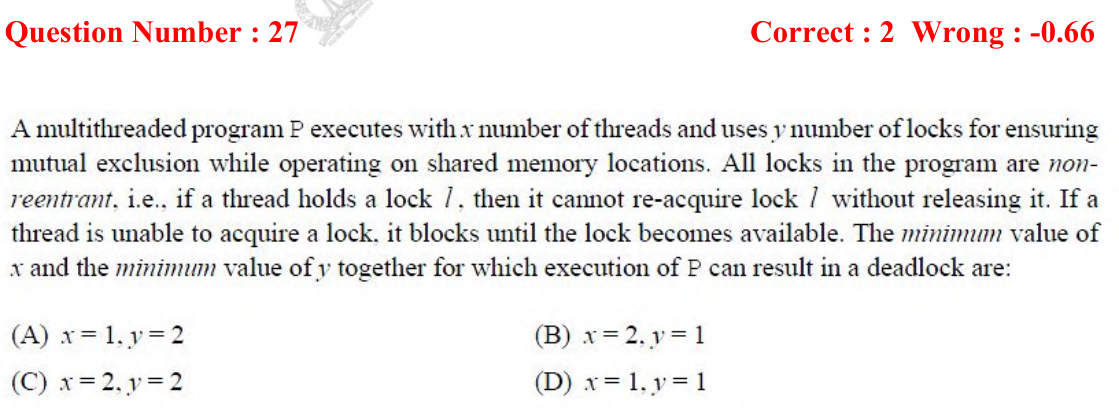 Question Number : 27 Correct : 2 Wrong : -0.66
A multithreaded program P executes with x number of threads and uses y number of locks for ensuring
mutual exclusion while operating on shared memory locations. All locks in the program are non-
reentrant, i.e., if a thread holds a lock l, then it cannot re-acquire lock l without releasing it. If a
thread is unable to acquire a lock, it blocks until the lock becomes available. The minimum value of
x and the minimum value of y together for which execution of P can result in a deadlock are:
(A) x = 1, y = 2 (B) x = 2, y = 1
(C) x = 2, y = 2 (D) x = 1, y = 1